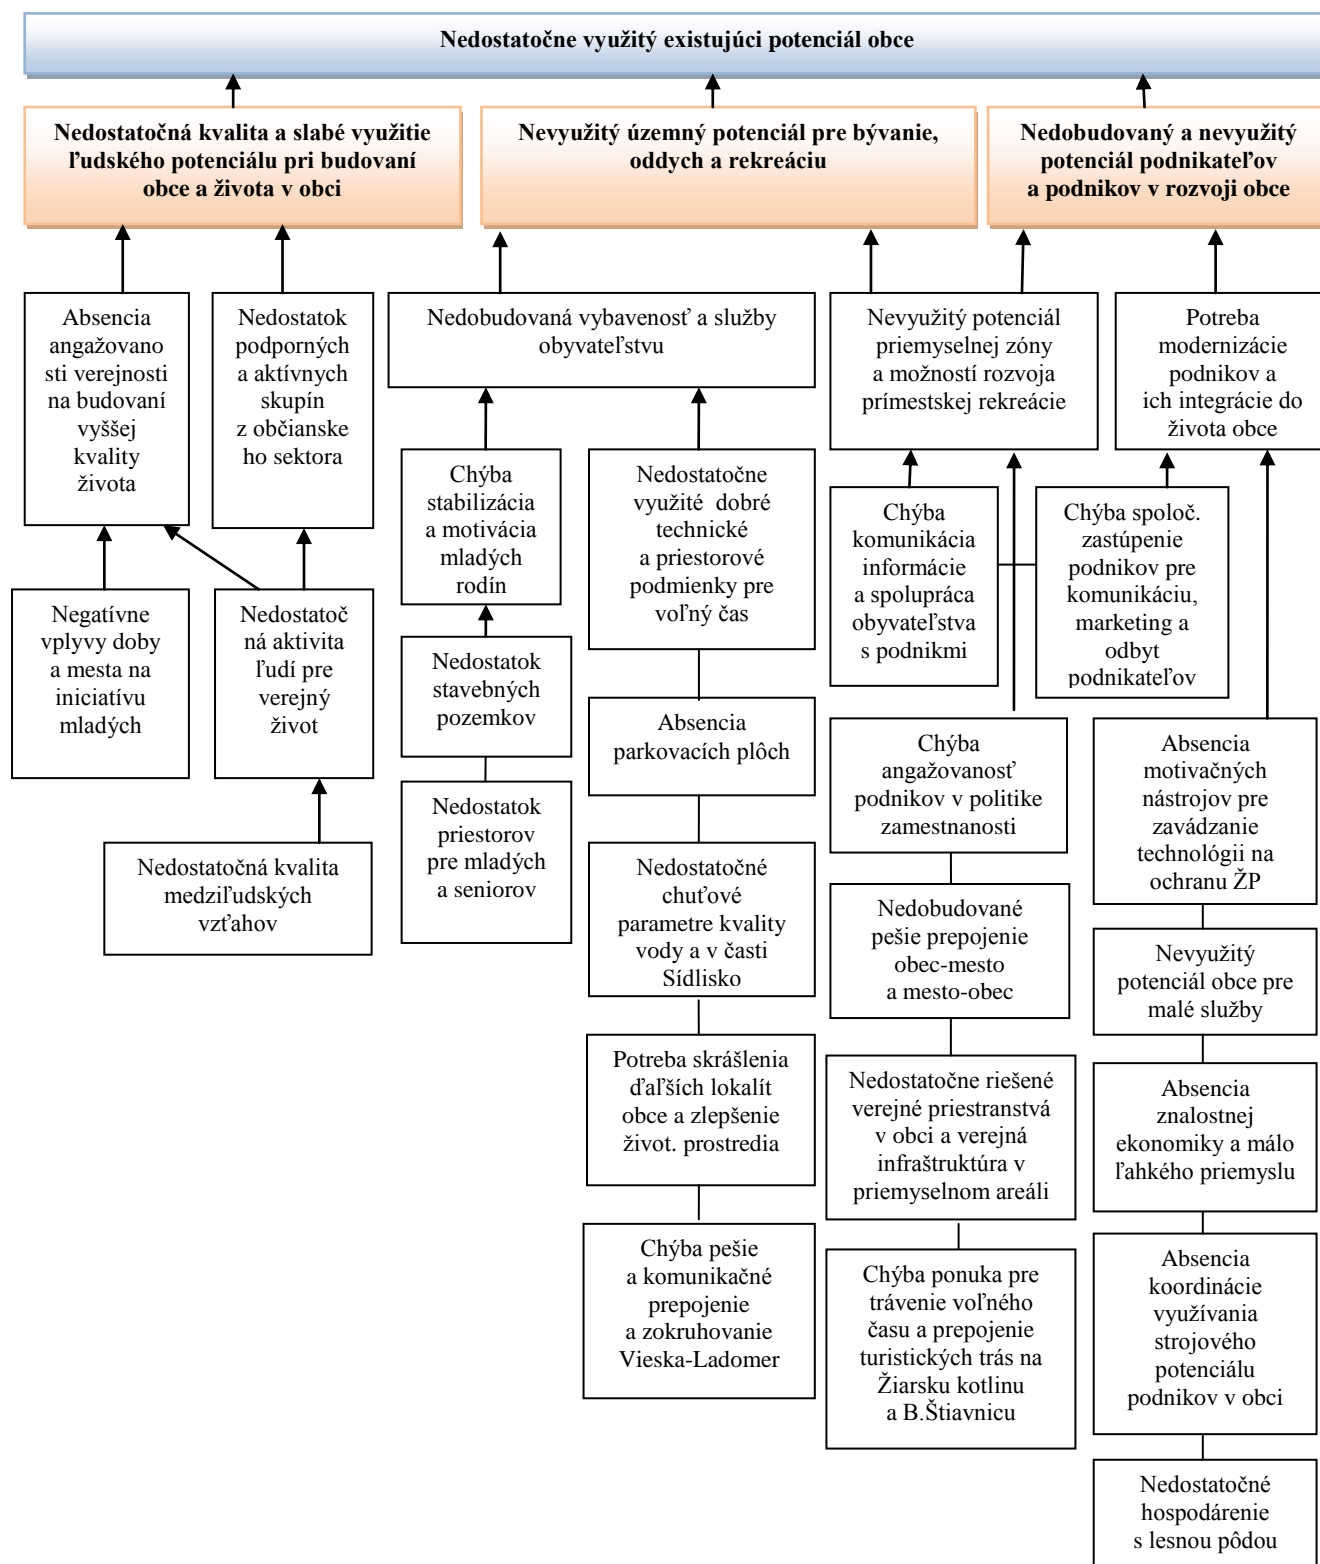 Nedostatočne využitý existujúci potenciál obce
Nedostatočná kvalita a slabé využitie
ľudského potenciálu pri budovaní
obce a života v obci
Nevyužitý územný potenciál pre bývanie,
oddych a rekreáciu
Nedobudovaný a nevyužitý
potenciál podnikateľov
a podnikov v rozvoji obce
Absencia
angažovano
sti verejnosti
na budovaní
vyššej
kvality
života
Nedostatok
podporných
a aktívnych
skupín
z občianske
ho sektora
Nedobudovaná vybavenosť a služby
obyvateľstvu
Nevyužitý potenciál
priemyselnej zóny
a možností rozvoja
prímestskej rekreácie
Potreba
modernizácie
podnikov a
ich integrácie do
života obce
Chýba
stabilizácia
a motivácia
mladých
rodín
Nedostatočne
využité dobré
technické
a priestorové
podmienky pre
voľný čas
Chýba
komunikácia
informácie
a spolupráca
obyvateľstva
s podnikmi
Chýba spoloč.
zastúpenie
podnikov pre
komunikáciu,
marketing a
odbyt
podnikateľov
Negatívne
vplyvy doby
a mesta na
iniciatívu
mladých
Nedostatoč
ná aktivita
ľudí pre
verejný
život
Nedostatok
stavebných
pozemkov
Absencia
parkovacích plôch
Chýba
angažovanosť
podnikov v politike
zamestnanosti
Absencia
motivačných
nástrojov pre
zavádzanie
technológii na
ochranu ŽP
Nedostatok
priestorov
pre mladých
a seniorov
Nedostatočná kvalita
medziľudských
vzťahov
Nedostatočné
chuťové
parametre kvality
vody a v časti
Sídlisko
Nedobudované
pešie prepojenie
obec-mesto
a mesto-obec
Nevyužitý
potenciál obce pre
malé služby
Potreba skrášlenia
ďaľších lokalít
obce a zlepšenie
život. prostredia
Nedostatočne riešené
verejné priestranstvá
v obci a verejná
infraštruktúra v
priemyselnom areáli
Absencia
znalostnej
ekonomiky a málo
ľahkého priemyslu
Chýba pešie
a komunikačné
prepojenie
a zokruhovanie
Vieska-Ladomer
Chýba ponuka pre
trávenie voľného
času a prepojenie
turistických trás na
Žiarsku kotlinu
a B.Štiavnicu
Absencia
koordinácie
využívania
strojového
potenciálu
podnikov v obci
Nedostatočné
hospodárenie
s lesnou pôdou